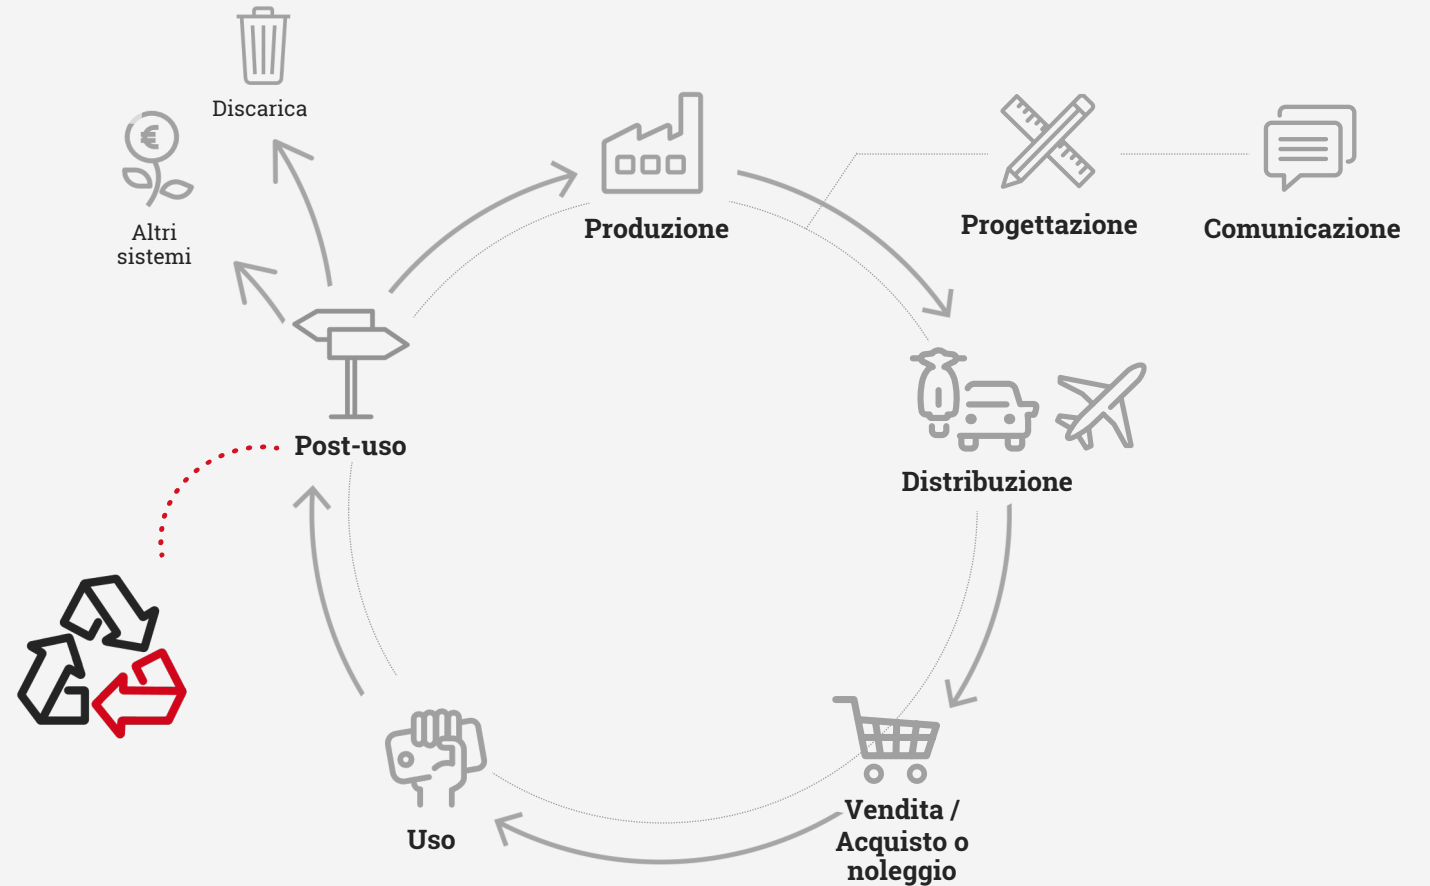 Discarica
Altri
sistemi
Produzione
Progettazione
Comunicazione
Post-uso
Distribuzione
Uso
Vendita /
Acquisto o
noleggio
€